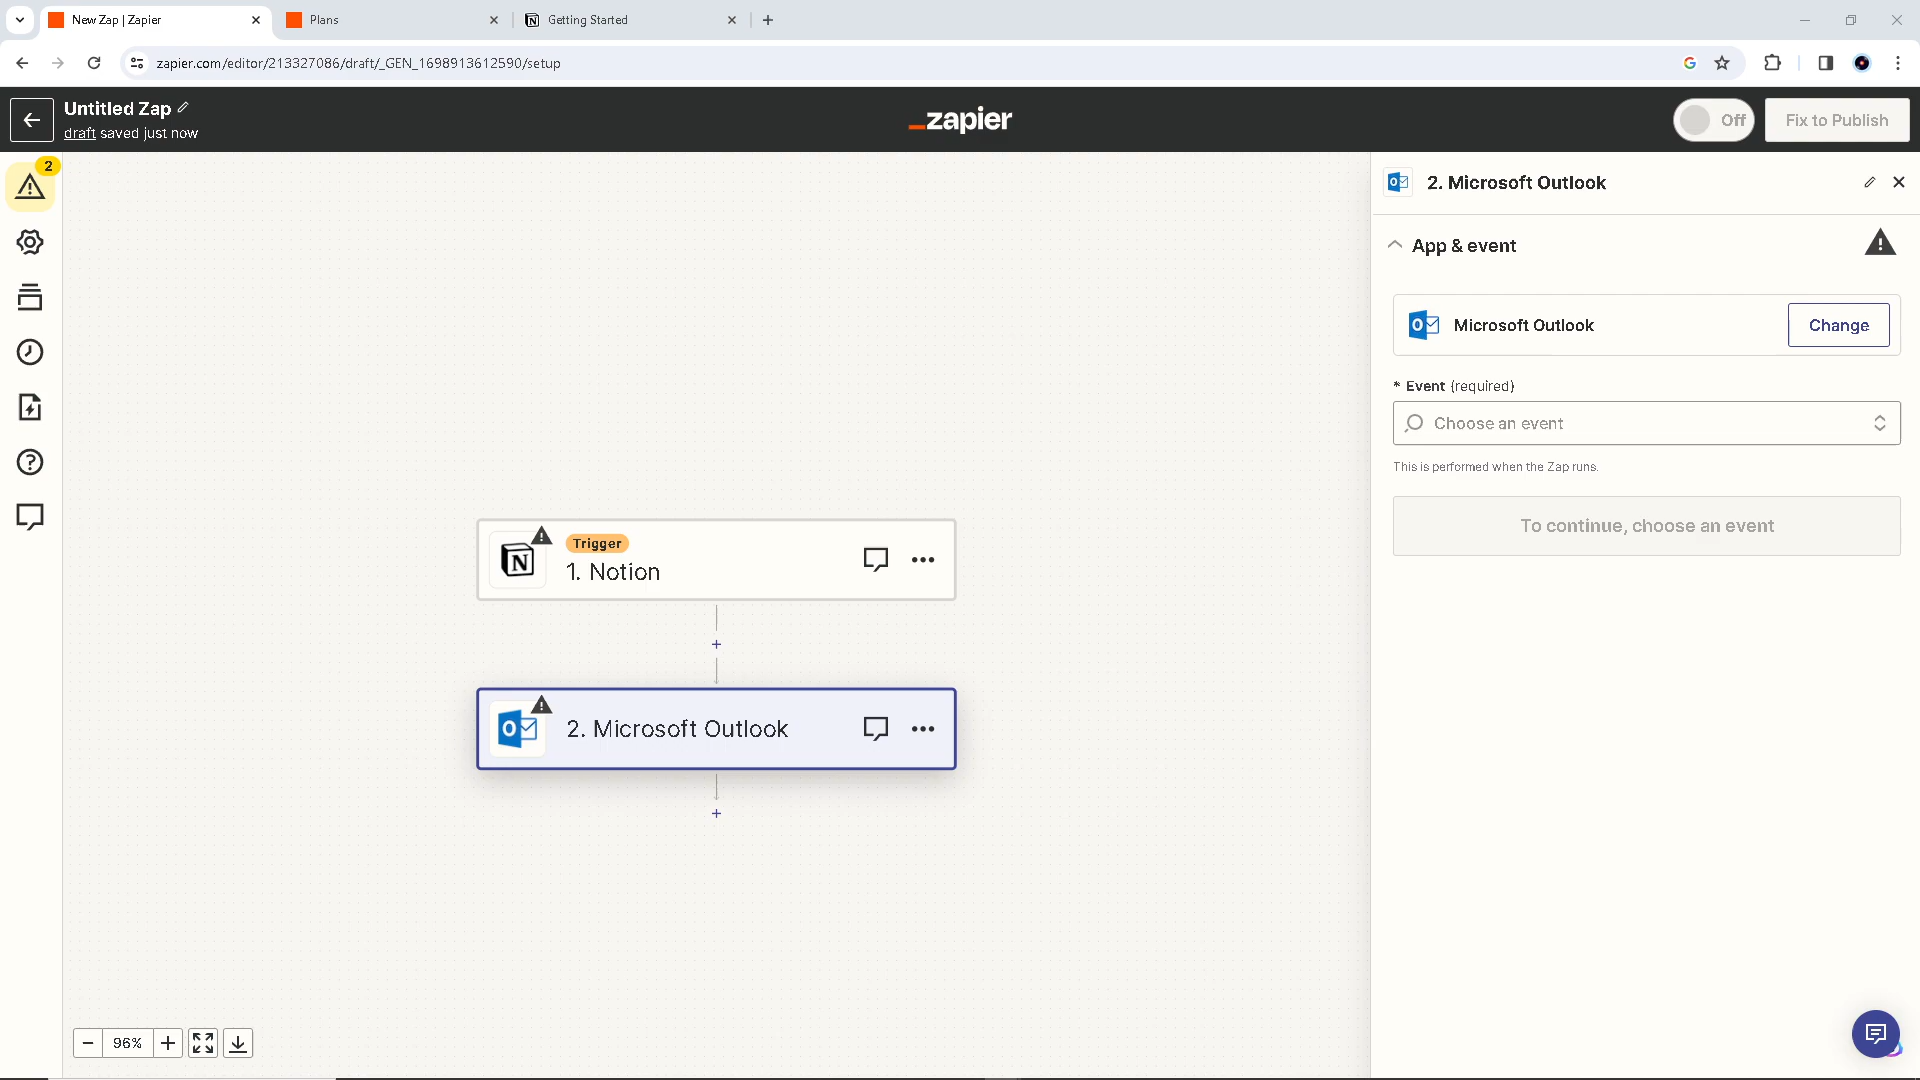 New Zap | Zapier
Plans
Getting Started
zapier.com/editor/213327086/draft/_GEN_1698913612590/setup
Untitled Zap
draft saved just now
zapier
Off
Fix to Publish
2
2. Microsoft Outlook
App & event
Microsoft Outlook
Change
* Event (required)
Choose an event
This is performed when the Zap runs.
To continue, choose an event
Trigger
1. Notion
2. Microsoft Outlook
96%